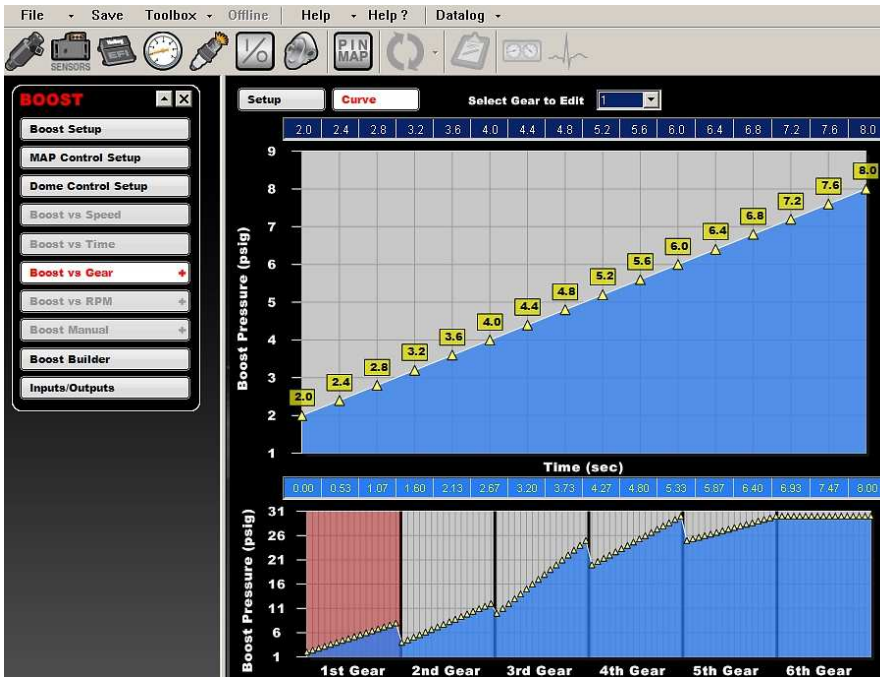 File Save Toolbox Offline Help Help ? Datalog
SENSORS EFI I/O PIN MAP
BOOST
Boost Setup
MAP Control Setup
Dome Control Setup
Boost vs Speed
Boost vs Time
Boost vs Gear +
Boost vs RPM +
Boost Manual +
Boost Builder
Inputs/Outputs
Setup Curve Select Gear to Edit 1
2.0 2.4 2.8 3.2 3.6 4.0 4.4 4.8 5.2 5.6 6.0 6.4 6.8 7.2 7.6 8.0
Boost Pressure (psig)
9
8
7
6
5
4
3
2
1
2.0 2.4 2.8 3.2 3.6 4.0 4.4 4.8 5.2 5.6 6.0 6.4 6.8 7.2 7.6 8.0
Time (sec)
0.00 0.53 1.07 1.60 2.13 2.67 3.20 3.73 4.27 4.80 5.33 5.87 6.40 6.93 7.47 8.00
Boost Pressure (psig)
31
26
21
16
11
6
1
1st Gear 2nd Gear 3rd Gear 4th Gear 5th Gear 6th Gear